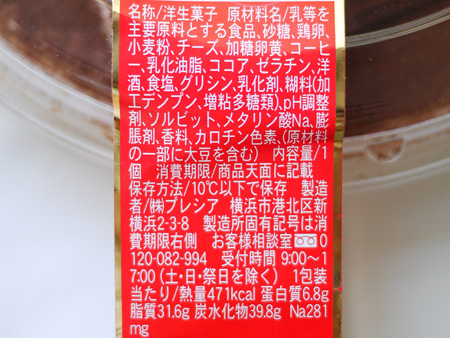 名称/洋生菓子　原材料名/乳等を
主要原料とする食品、砂糖、鶏卵、
小麦粉、チーズ、加糖卵黄、コーヒ
ー、乳化油脂、ココア、ゼラチン、洋
酒、食塩、グリシン、乳化剤、糊料(加
工デンプン、増粘多糖類)、pH調整
剤、ソルビット、メタリン酸Na、膨
脹剤、香料、カロチン色素、(原材料
の一部に大豆を含む)　内容量/1
個　消費期限/商品天面に記載
保存方法/10℃以下で保存　製造
者/㈱プレシア　横浜市港北区新
横浜2-3-8　製造所固有記号は消
費期限右側　お客様相談室 0
120-082-994　受付時間 9:00〜1
7:00 (土・日・祭日を除く)　1包装
当たり/熱量471kcal 蛋白質6.8g
脂質31.6g 炭水化物39.8g Na281
mg